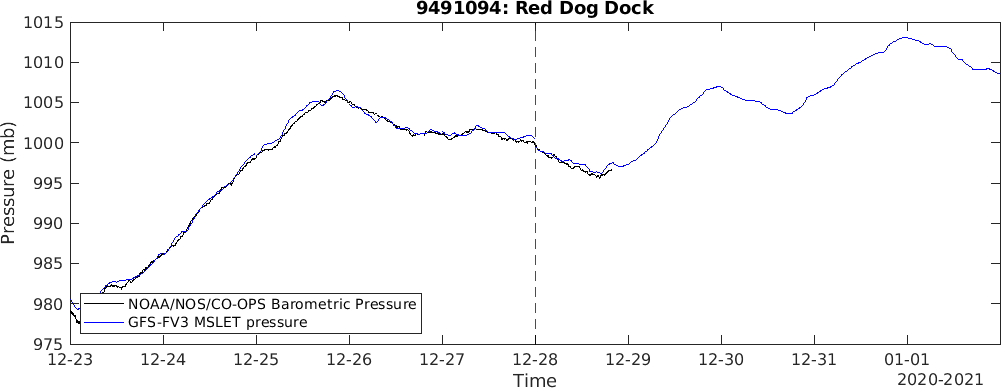 9491094: Red Dog Dock
Pressure (mb)
1015
1010
1005
1000
995
990
985
980
975
NOAA/NOS/CO-OPS Barometric Pressure
GFS-FV3 MSLET pressure
12-23 12-24 12-25 12-26 12-27 12-28 12-29 12-30 12-31 01-01
Time
2020-2021